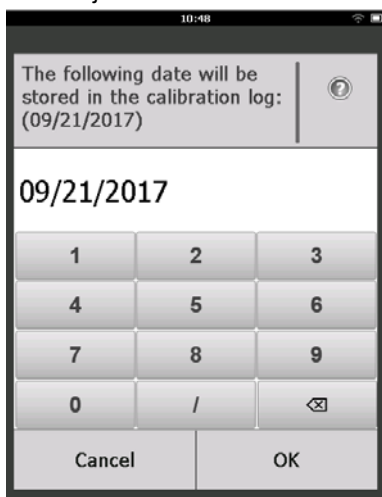 10:48
The following date will be
stored in the calibration log:
(09/21/2017)
?
09/21/2017
1 2 3
4 5 6
7 8 9
0 /
Cancel OK